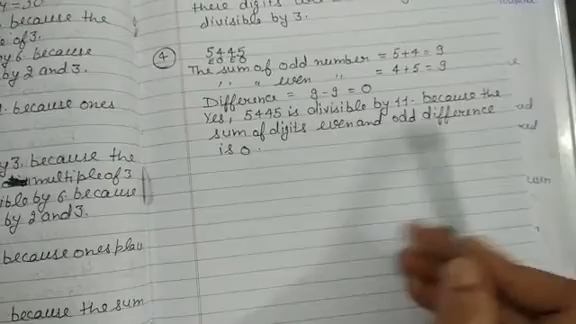 because the
e of 3.
by 6 because
by 2 and 3.
. because ones
y 3. because the
multiple of 3
ible by 6 because
by 2 and 3.
because ones plau
because the sum
these digits
divisible by 3.
④ 5445
EOEO
The sum of odd number = 5+4 = 9
" " " even " = 4+5 = 9
Difference = 9-9 = 0
Yes, 5445 is divisible by 11. because the
sum of digits even and odd difference
is 0.